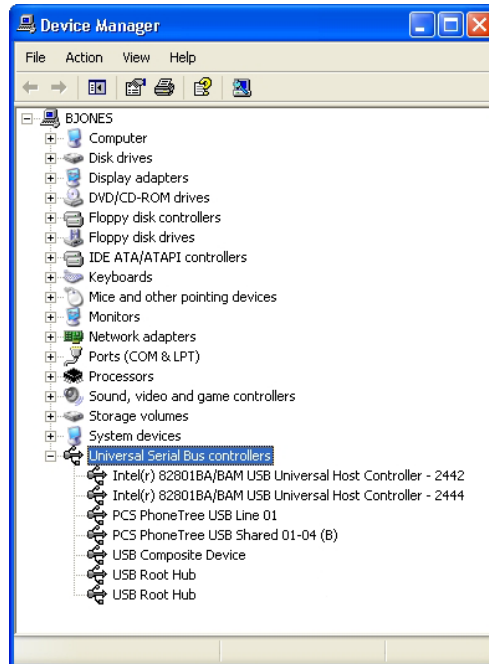 Device Manager
File Action View Help
BJONES
Computer
Disk drives
Display adapters
DVD/CD-ROM drives
Floppy disk controllers
Floppy disk drives
IDE ATA/ATAPI controllers
Keyboards
Mice and other pointing devices
Monitors
Network adapters
Ports (COM & LPT)
Processors
Sound, video and game controllers
Storage volumes
System devices
Universal Serial Bus controllers
Intel(r) 82801BA/BAM USB Universal Host Controller - 2442
Intel(r) 82801BA/BAM USB Universal Host Controller - 2444
PCS PhoneTree USB Line 01
PCS PhoneTree USB Shared 01-04 (B)
USB Composite Device
USB Root Hub
USB Root Hub